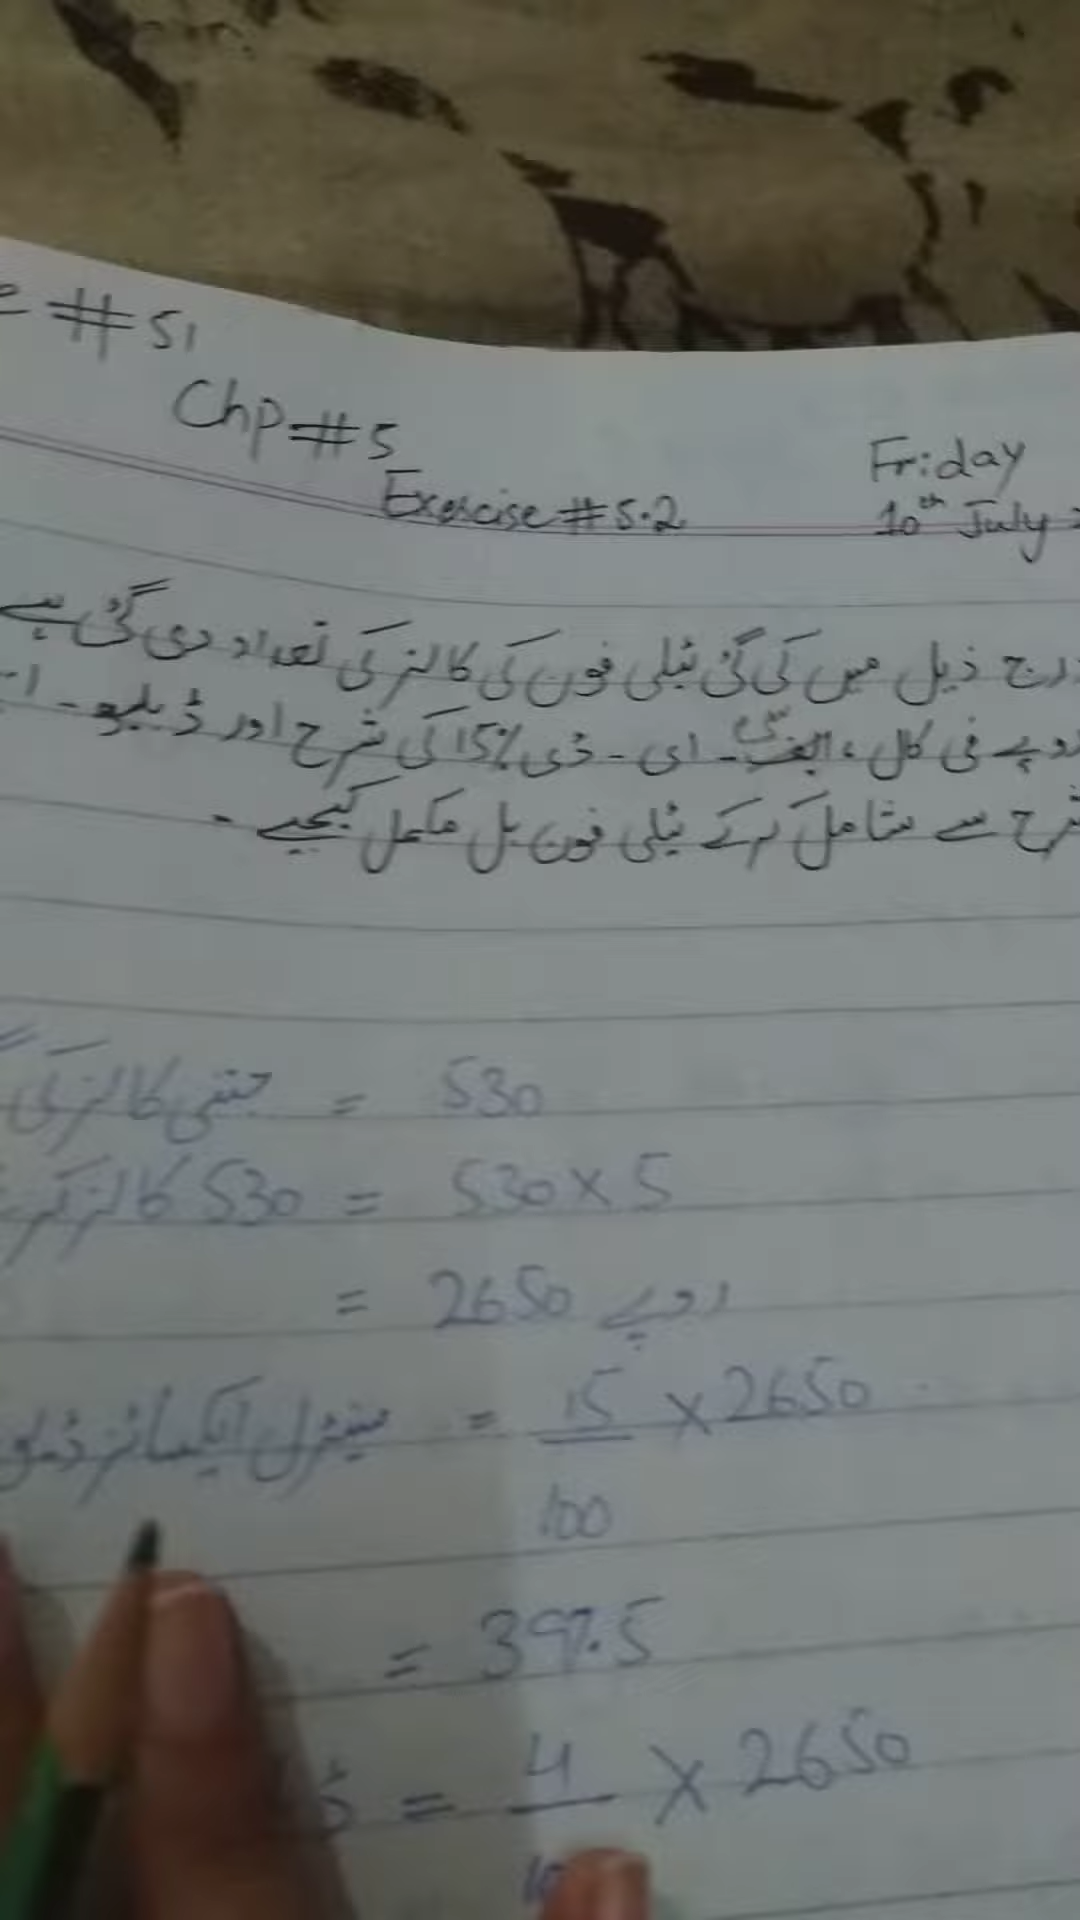 # 51
Chp # 5
Friday
Exercise # 5.2
10th July
درج ذیل میں کی گئی ٹیلی فون کی کالز کی تعداد دی گئی ہے
روپے فی کال، ایف سی۔ ای۔ ڈی 15% کی شرح اور ڈبلیو۔
شرح سے شامل کر کے ٹیلی فون بل مکمل کیجیے۔
جتنی کالز کی = 530
530 کالز کے = 530 × 5
= 2650 روپے
سینٹرل ایکسائز = 15/100 × 2650
= 397.5
= 4/10 × 2650